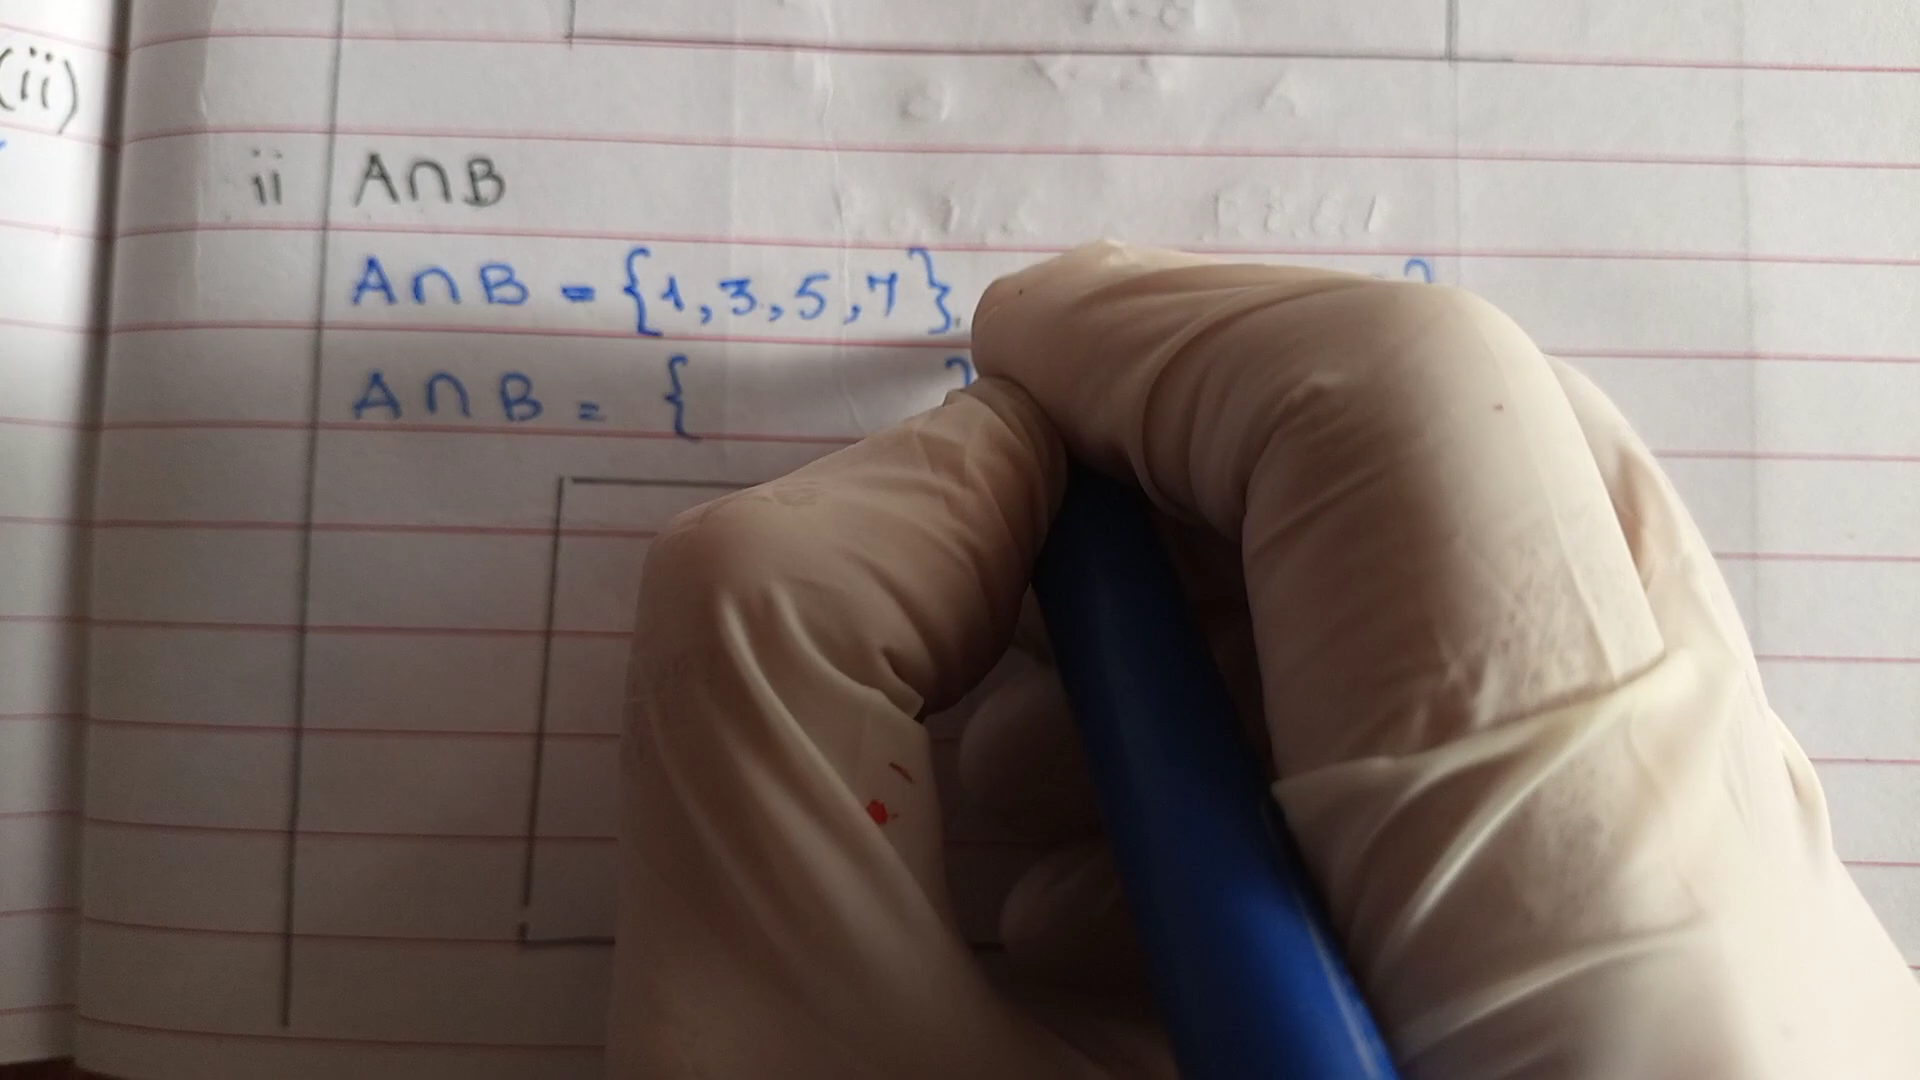 (ii)
ii A∩B
A∩B = {1,3,5,7}
A∩B = { }